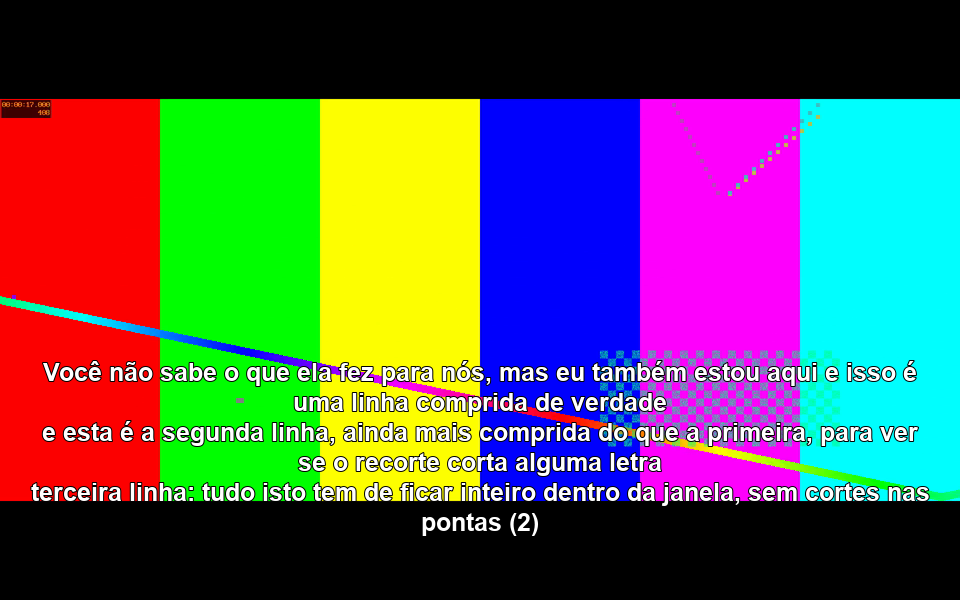 00:00:17.000
400
Você não sabe o que ela fez para nós, mas eu também estou aqui e isso é
uma linha comprida de verdade
e esta é a segunda linha, ainda mais comprida do que a primeira, para ver
se o recorte corta alguma letra
terceira linha: tudo isto tem de ficar inteiro dentro da janela, sem cortes nas
pontas (2)